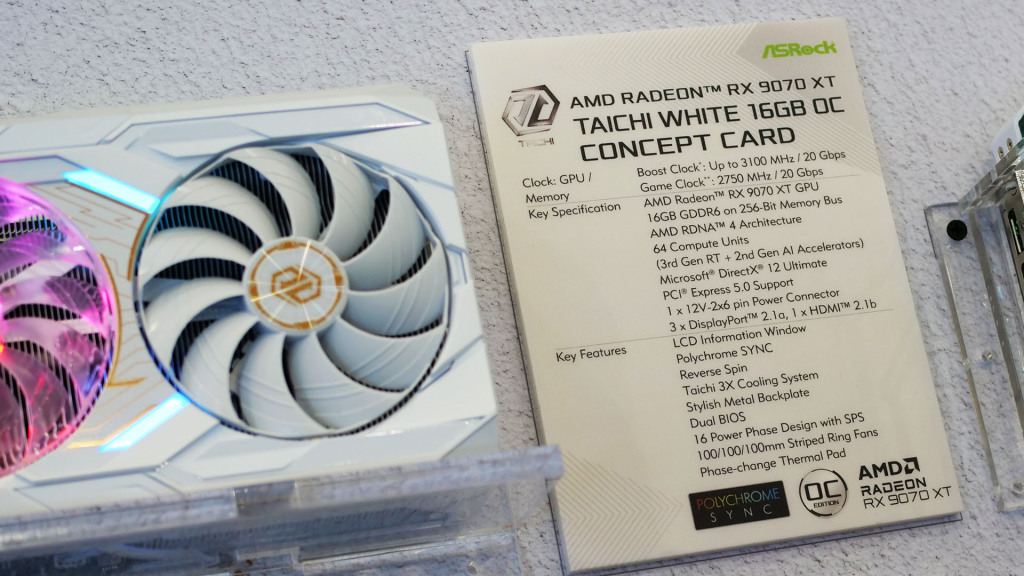 ASRock
AMD RADEON™ RX 9070 XT
TAICHI WHITE 16GB OC
CONCEPT CARD
TAICHI
Clock: GPU / Memory
Boost Clock*: Up to 3100 MHz / 20 Gbps
Game Clock**: 2750 MHz / 20 Gbps
Key Specification
AMD Radeon™ RX 9070 XT GPU
16GB GDDR6 on 256-Bit Memory Bus
AMD RDNA™ 4 Architecture
64 Compute Units
(3rd Gen RT + 2nd Gen AI Accelerators)
Microsoft® DirectX® 12 Ultimate
PCI® Express 5.0 Support
1 x 12V-2x6 pin Power Connector
3 x DisplayPort™ 2.1a, 1 x HDMI™ 2.1b
Key Features
LCD Information Window
Polychrome SYNC
Reverse Spin
Taichi 3X Cooling System
Stylish Metal Backplate
Dual BIOS
16 Power Phase Design with SPS
100/100/100mm Striped Ring Fans
Phase-change Thermal Pad
POLYCHROME
SYNC
OC
EDITION
AMD
RADEON
RX 9070 XT